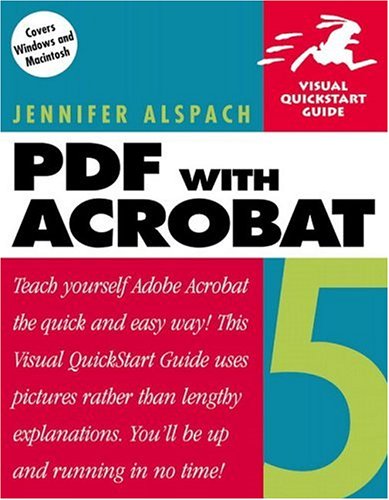 Covers
Windows and
Macintosh
VISUAL
QUICKSTART
GUIDE
JENNIFER ALSPACH
PDF WITH
ACROBAT
5
Teach yourself Adobe Acrobat
the quick and easy way! This
Visual QuickStart Guide uses
pictures rather than lengthy
explanations. You'll be up
and running in no time!